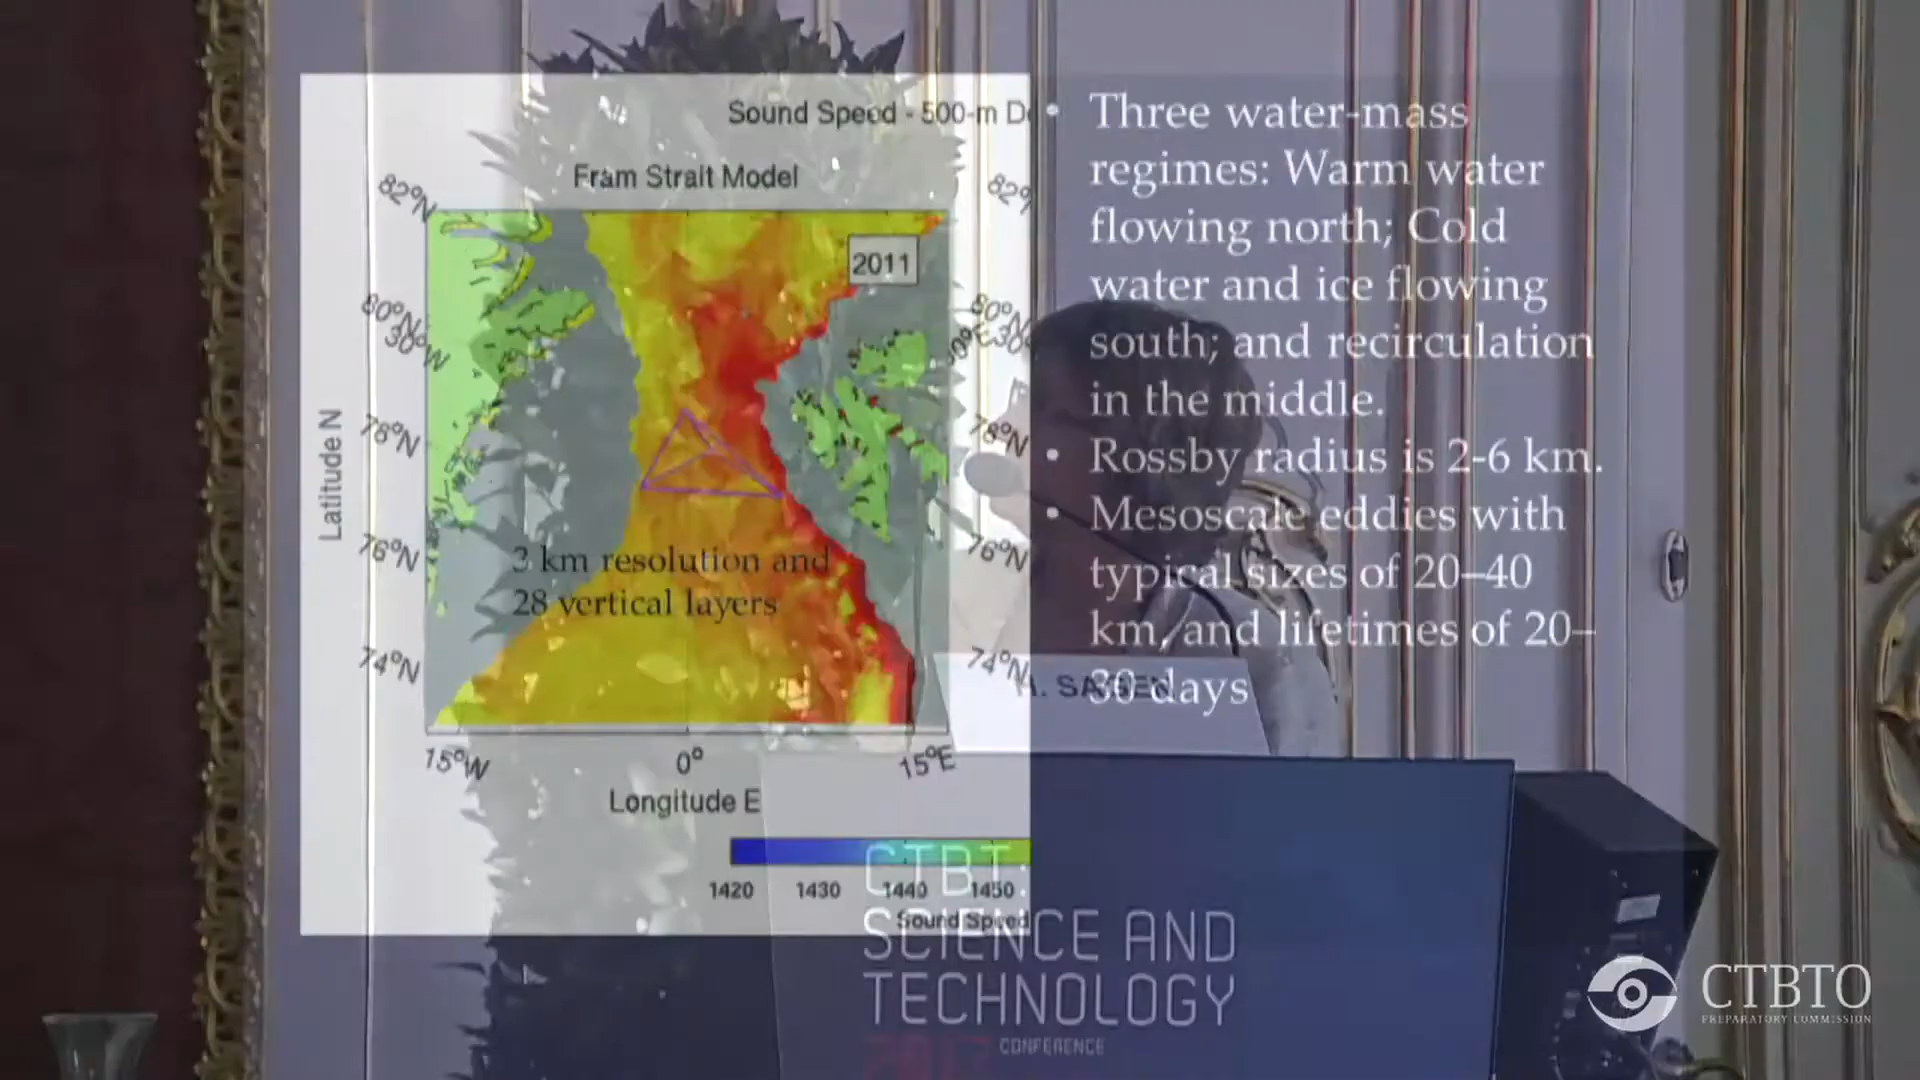 Sound Speed - 500-m D
Fram Strait Model
82°N
80°N
30°W
78°N
76°N
74°N
Latitude N
2011
3 km resolution and
28 vertical layers
15°W
0°
15°E
Longitude E
82°
80°N
30°
78°N
76°N
74°N
1420
1430
1440
1450
Sound Speed
• Three water-mass
regimes: Warm water
flowing north; Cold
water and ice flowing
south; and recirculation
in the middle.
• Rossby radius is 2-6 km.
• Mesoscale eddies with
typical sizes of 20–40
km, and lifetimes of 20–
30 days
. SAGEN
CTBT:
SCIENCE AND
TECHNOLOGY
2017
CONFERENCE
CTBTO
PREPARATORY COMMISSION